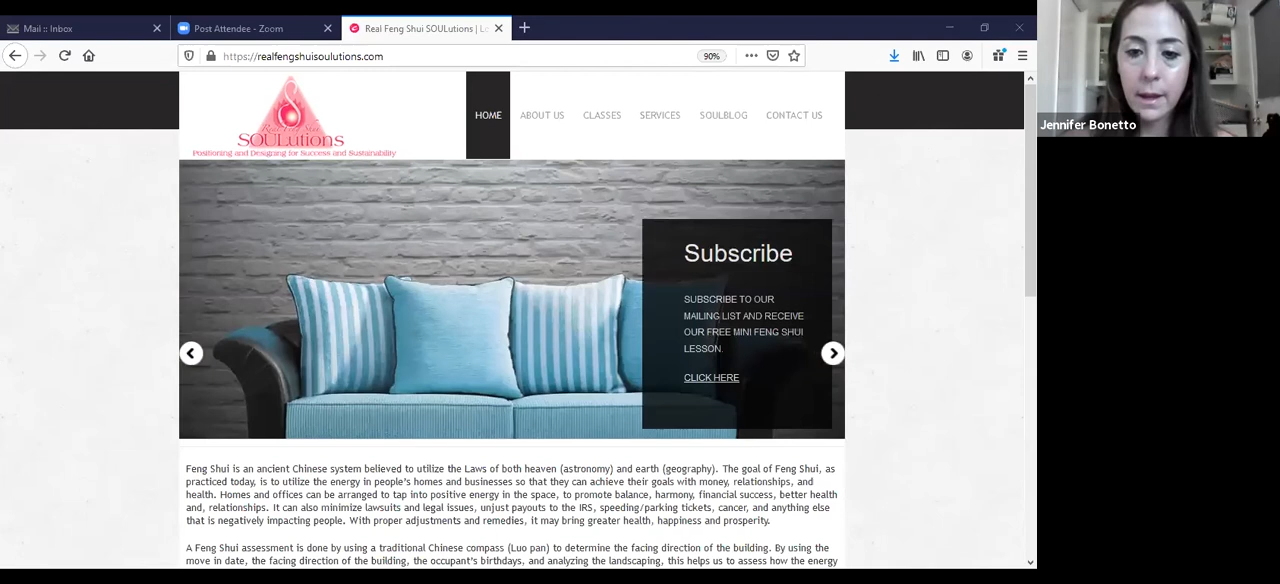 Mail :: Inbox
Post Attendee - Zoom
Real Feng Shui SOULutions | Le
https://realfengshuisoulutions.com
90%
Real Feng Shui
SOULutions
Positioning and Designing for Success and Sustainability
HOME
ABOUT US
CLASSES
SERVICES
SOULBLOG
CONTACT US
Jennifer Bonetto
Subscribe
SUBSCRIBE TO OUR
MAILING LIST AND RECEIVE
OUR FREE MINI FENG SHUI
LESSON.
CLICK HERE
Feng Shui is an ancient Chinese system believed to utilize the Laws of both heaven (astronomy) and earth (geography). The goal of Feng Shui, as
practiced today, is to utilize the energy in people's homes and businesses so that they can achieve their goals with money, relationships, and
health. Homes and offices can be arranged to tap into positive energy in the space, to promote balance, harmony, financial success, better health
and, relationships. It can also minimize lawsuits and legal issues, unjust payouts to the IRS, speeding/parking tickets, cancer, and anything else
that is negatively impacting people. With proper adjustments and remedies, it may bring greater health, happiness and prosperity.
A Feng Shui assessment is done by using a traditional Chinese compass (Luo pan) to determine the facing direction of the building. By using the
move in date, the facing direction of the building, the occupant's birthdays, and analyzing the landscaping, this helps us to assess how the energy